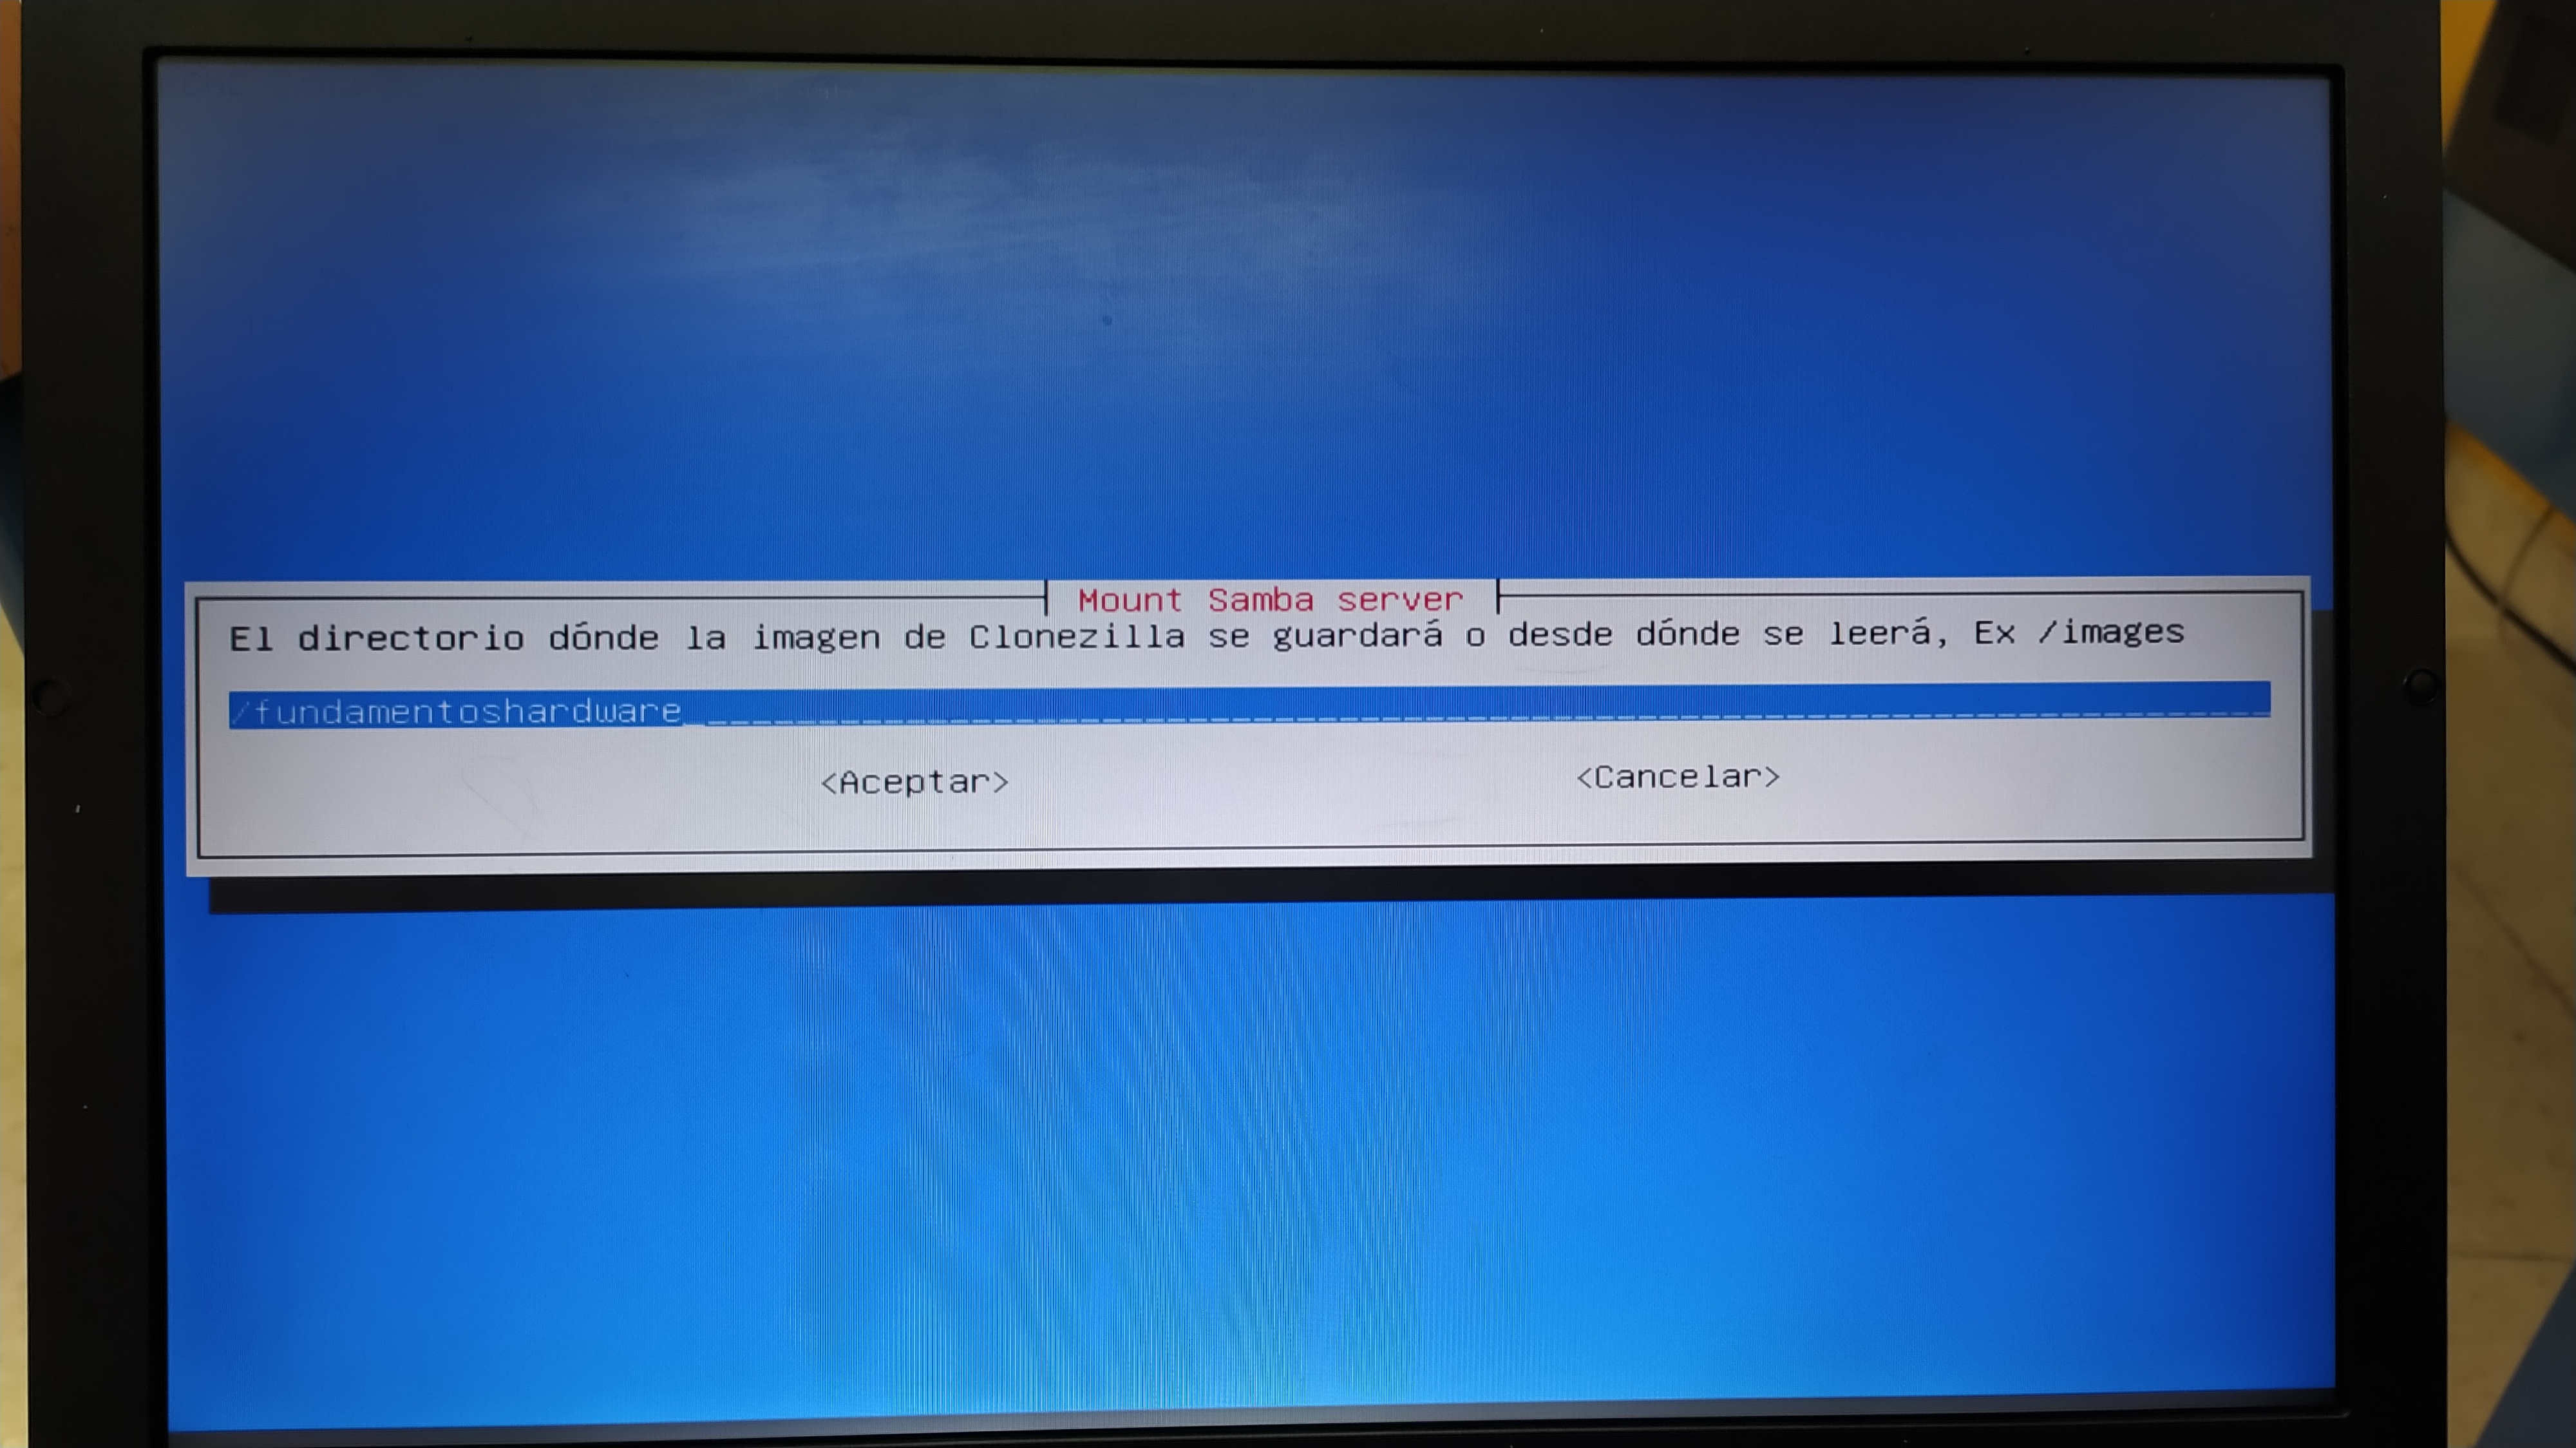 Mount Samba server
El directorio dónde la imagen de Clonezilla se guardará o desde dónde se leerá, Ex /images
/fundamentoshardware
<Aceptar> <Cancelar>